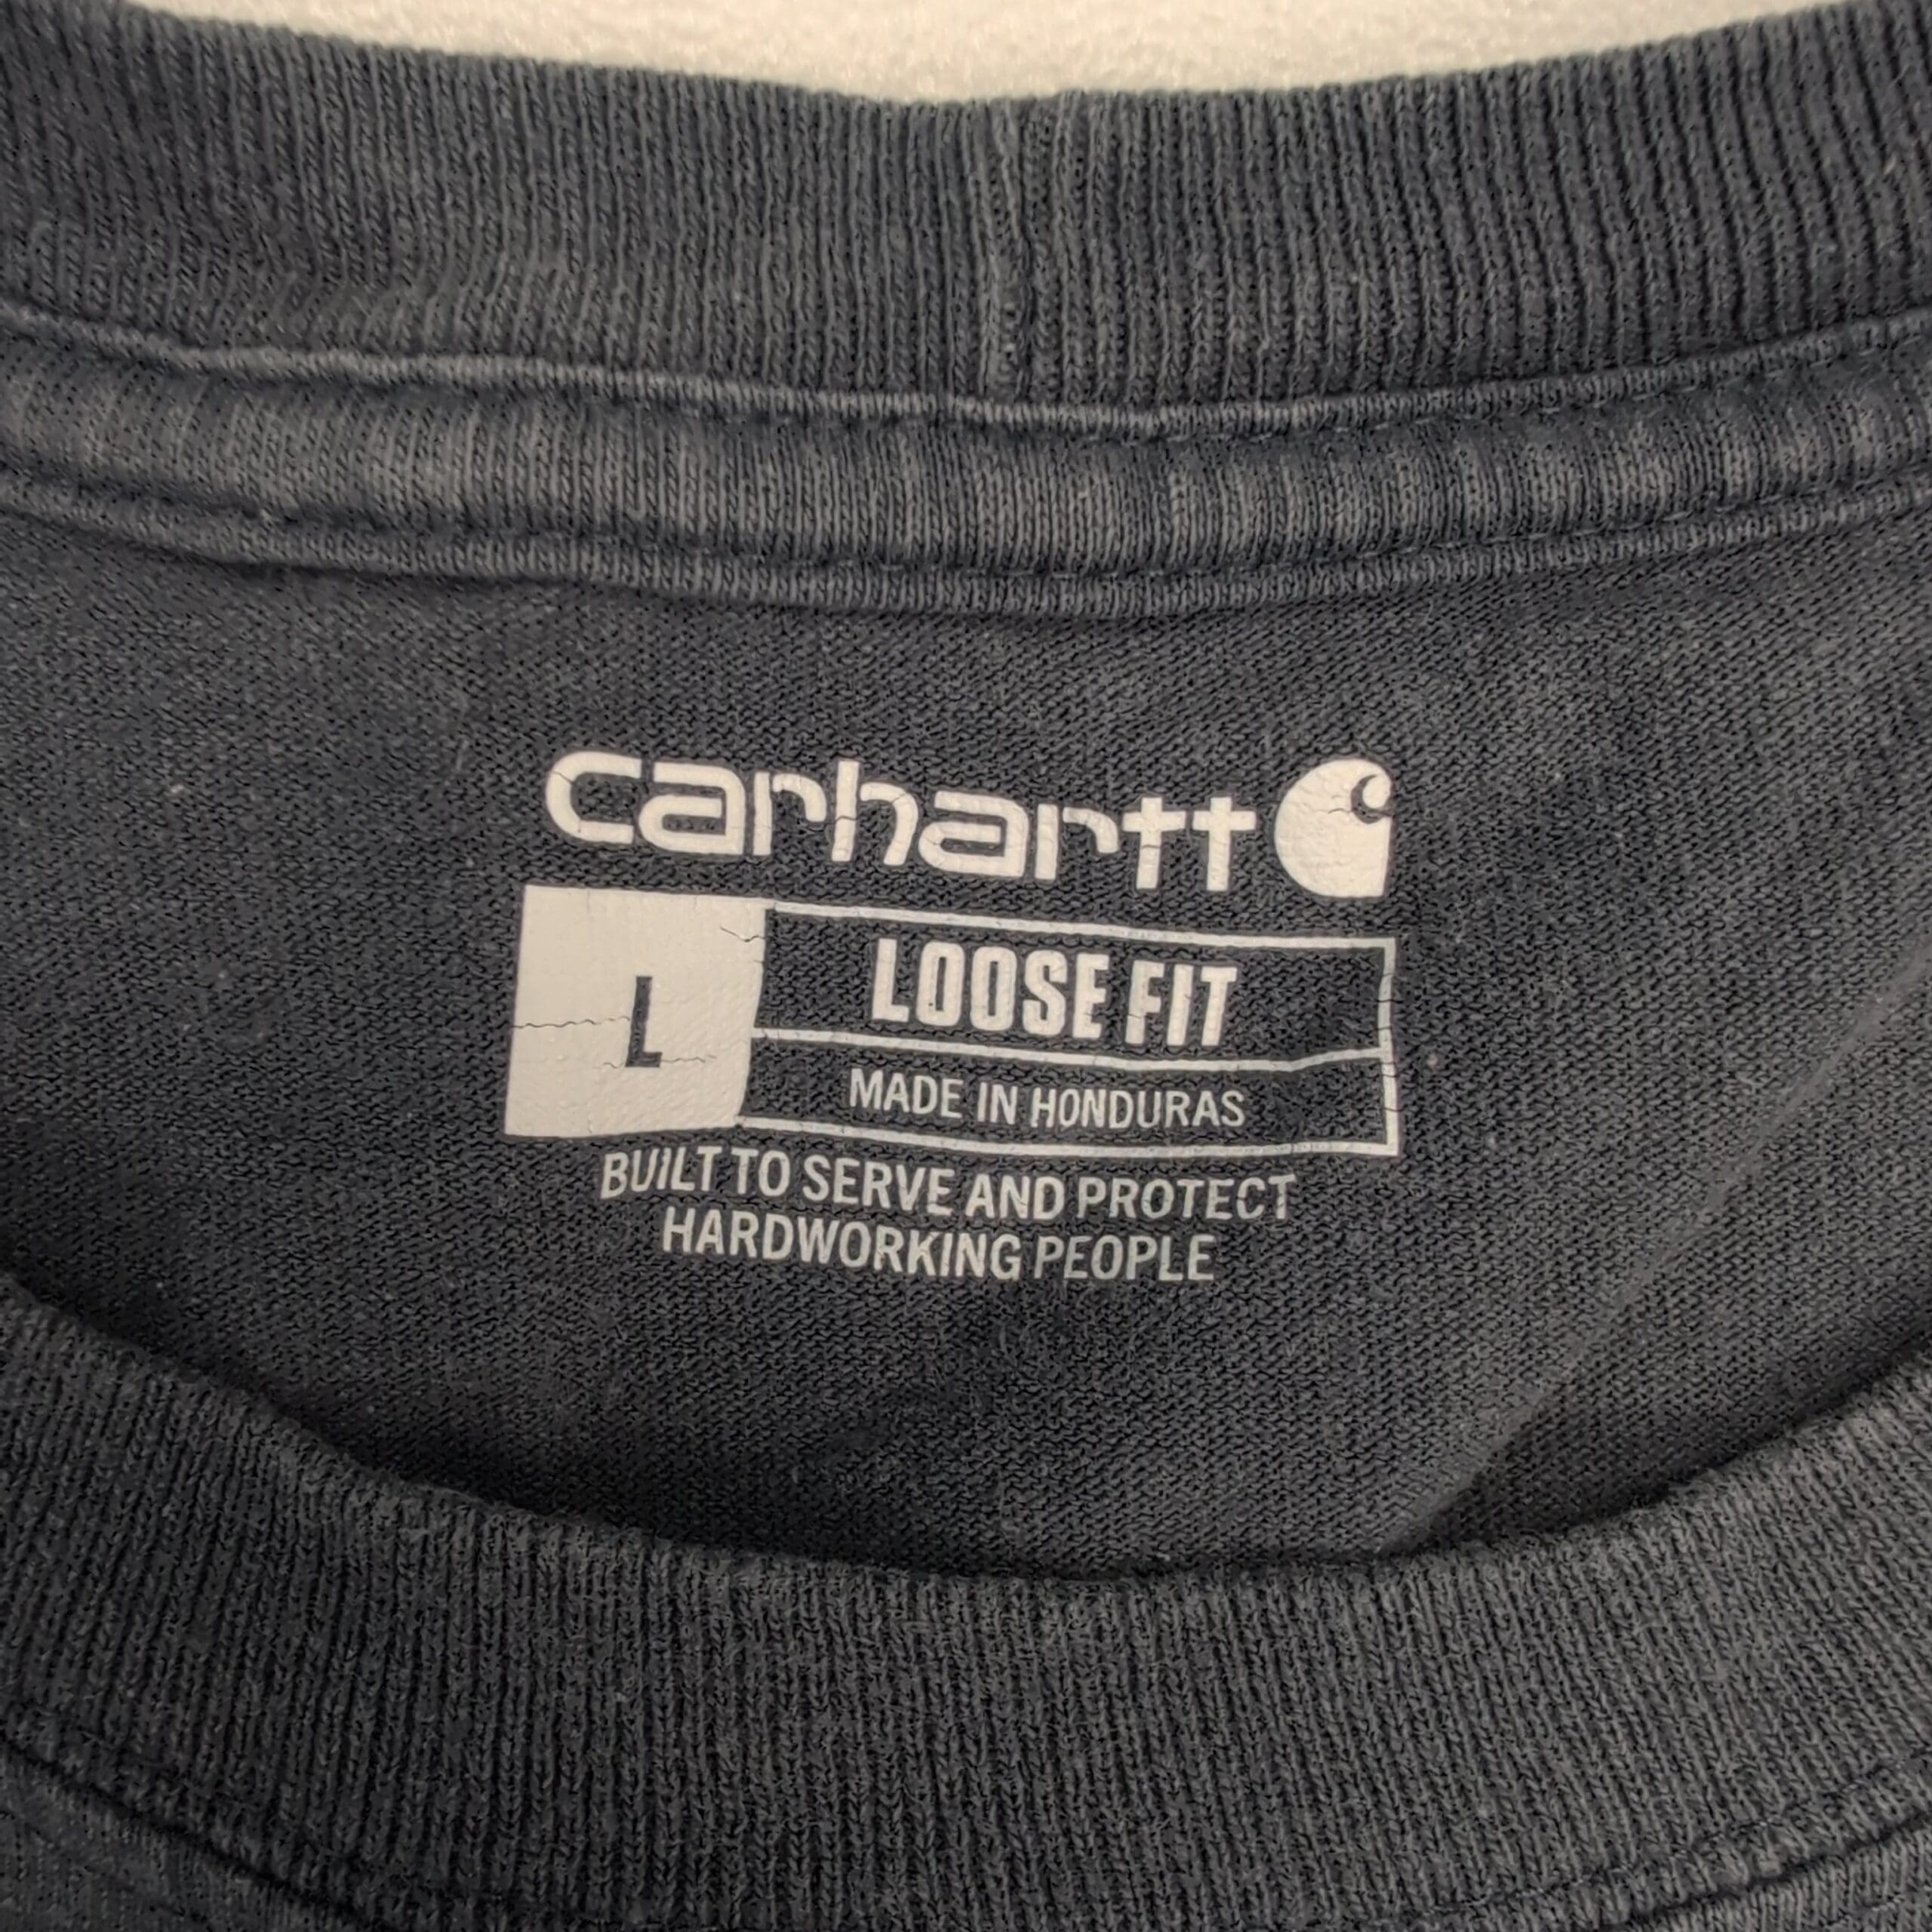 carhartt
L
LOOSE FIT
MADE IN HONDURAS
BUILT TO SERVE AND PROTECT
HARDWORKING PEOPLE